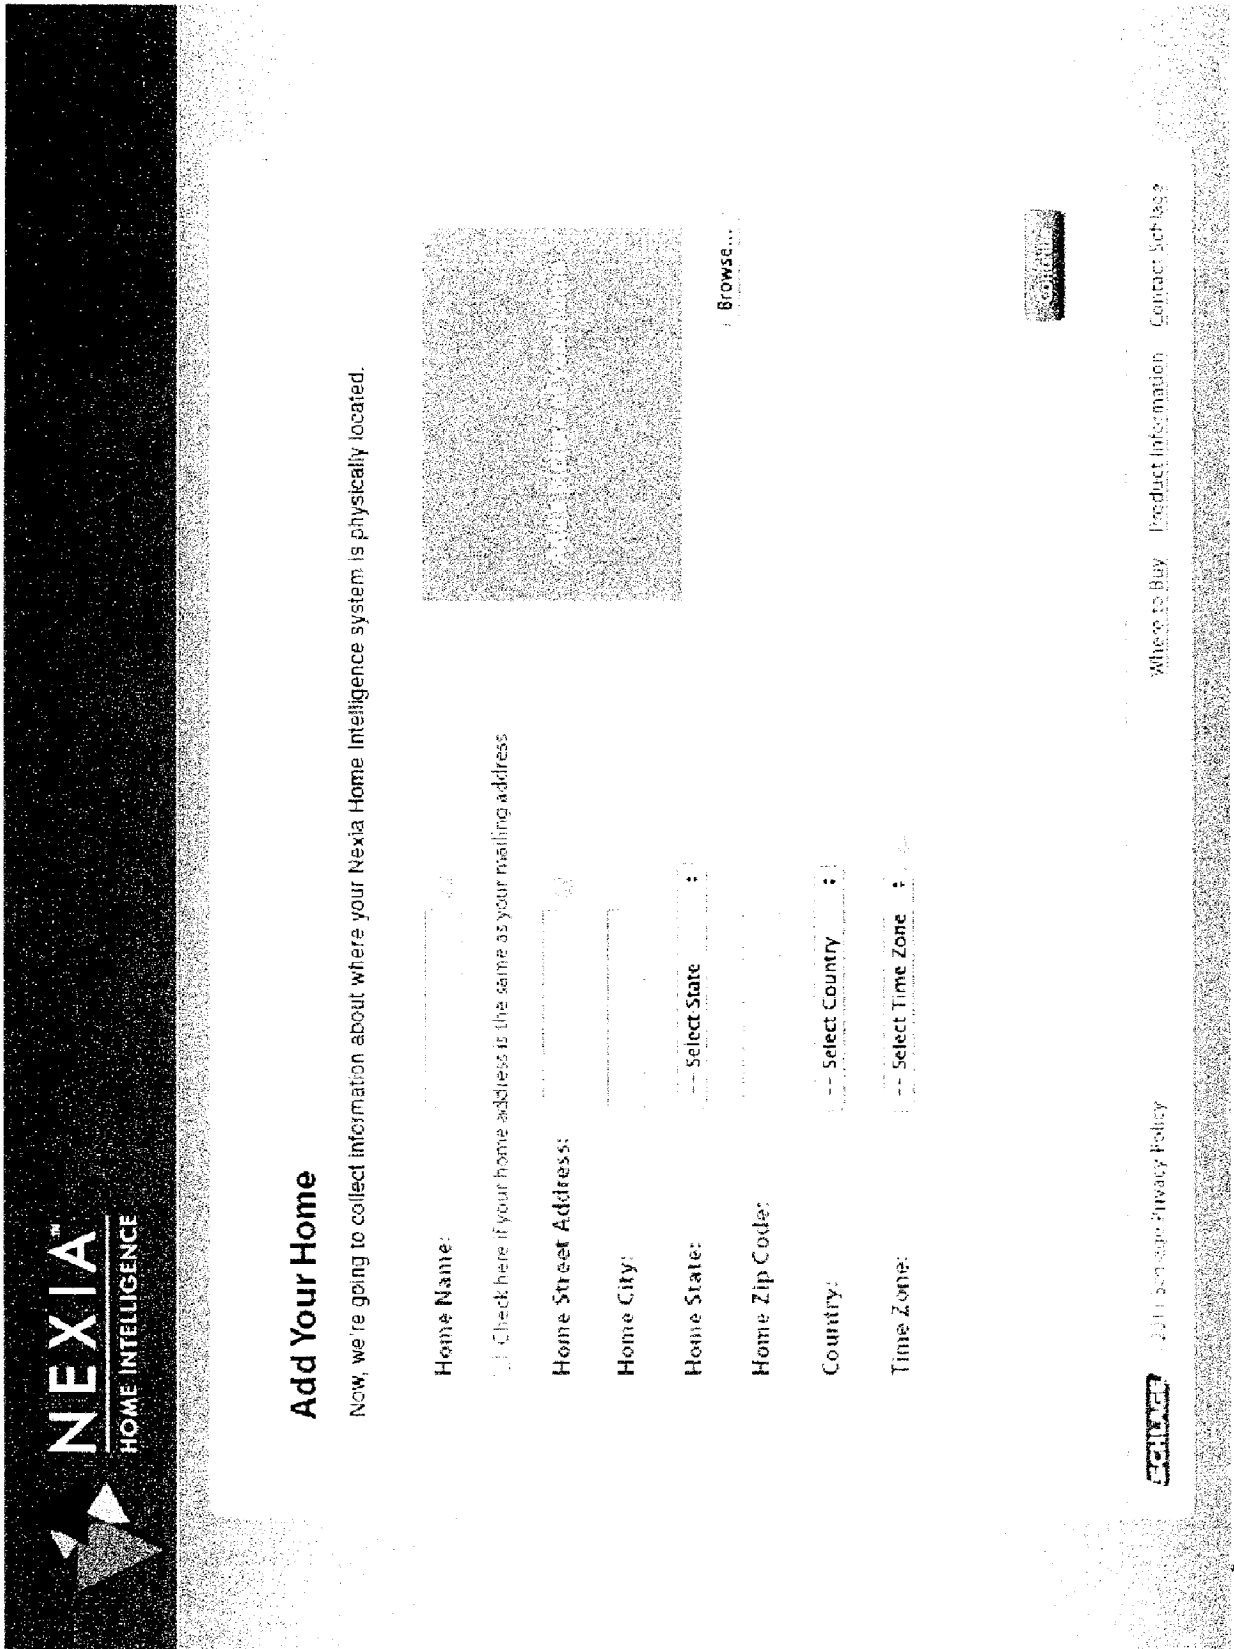 NEXIA™
HOME INTELLIGENCE
Add Your Home
Now, we're going to collect information about where your Nexia Home Intelligence system is physically located.
Home Name:
Check here if your home address is the same as your mailing address
Home Street Address:
Home City:
Home State: -- Select State
Home Zip Code:
Country: -- Select Country
Time Zone: -- Select Time Zone
Browse...
SCHLAGE 2011 Privacy Policy Where to Buy Product Information Contact Schlage